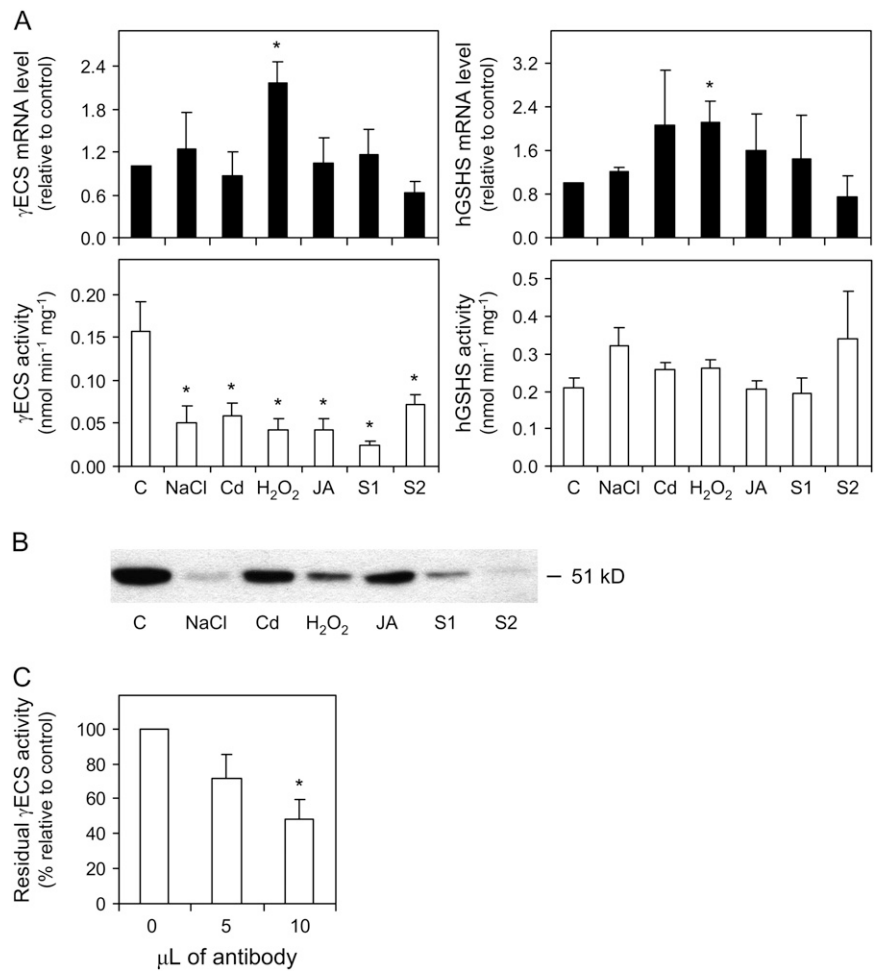 A
γECS mRNA level
(relative to control)
2.4
1.8
1.2
0.6
0.0
*
hGSHS mRNA level
(relative to control)
3.2
2.4
1.6
0.8
0.0
*
γECS activity
(nmol min⁻¹ mg⁻¹)
0.20
0.15
0.10
0.05
0.00
* * * * * *
C NaCl Cd H₂O₂ JA S1 S2
hGSHS activity
(nmol min⁻¹ mg⁻¹)
0.5
0.4
0.3
0.2
0.1
0.0
C NaCl Cd H₂O₂ JA S1 S2
B
– 51 kD
C NaCl Cd H₂O₂ JA S1 S2
C
Residual γECS activity
(% relative to control)
100
80
60
40
20
0
*
0 5 10
μL of antibody